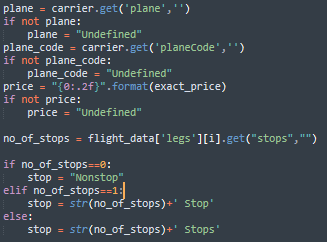 plane = carrier.get('plane','')
if not plane:
    plane = "Undefined"
plane_code = carrier.get('planeCode','')
if not plane_code:
    plane_code = "Undefined"
price = "{0:.2f}".format(exact_price)
if not price:
    price = "Undefined"

no_of_stops = flight_data['legs'][i].get("stops","")

if no_of_stops==0:
    stop = "Nonstop"
elif no_of_stops==1:
    stop = str(no_of_stops)+' Stop'
else:
    stop = str(no_of_stops)+' Stops'